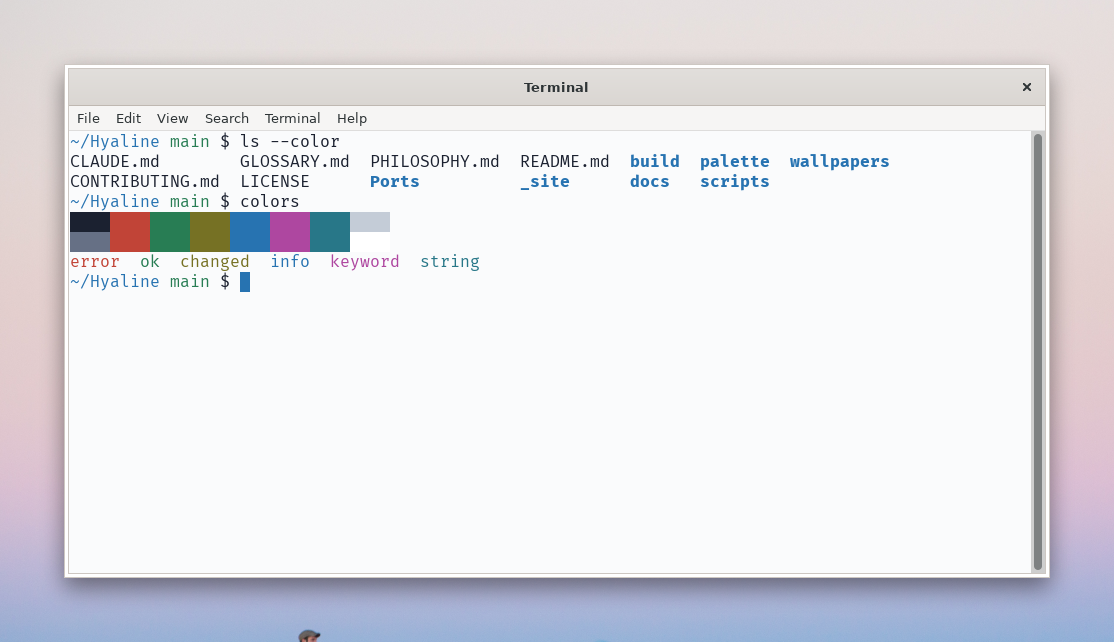 Terminal ×
File Edit View Search Terminal Help
~/Hyaline main $ ls --color
CLAUDE.md GLOSSARY.md PHILOSOPHY.md README.md build palette wallpapers
CONTRIBUTING.md LICENSE Ports _site docs scripts
~/Hyaline main $ colors
error ok changed info keyword string
~/Hyaline main $